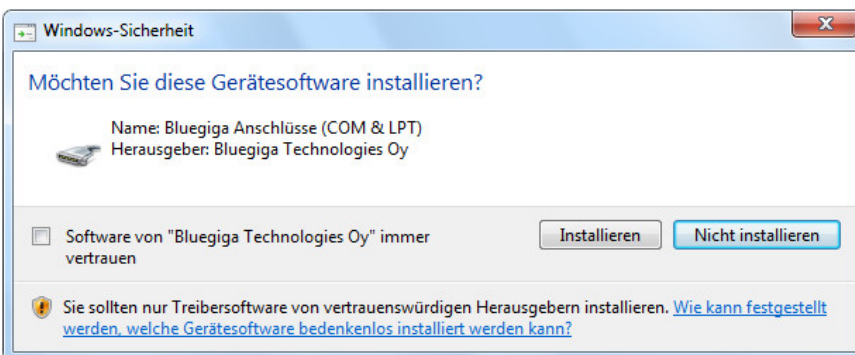 Windows-Sicherheit
Möchten Sie diese Gerätesoftware installieren?
Name: Bluegiga Anschlüsse (COM & LPT)
Herausgeber: Bluegiga Technologies Oy
Software von "Bluegiga Technologies Oy" immer
vertrauen
Installieren
Nicht installieren
Sie sollten nur Treibersoftware von vertrauenswürdigen Herausgebern installieren. Wie kann festgestellt
werden, welche Gerätesoftware bedenkenlos installiert werden kann?